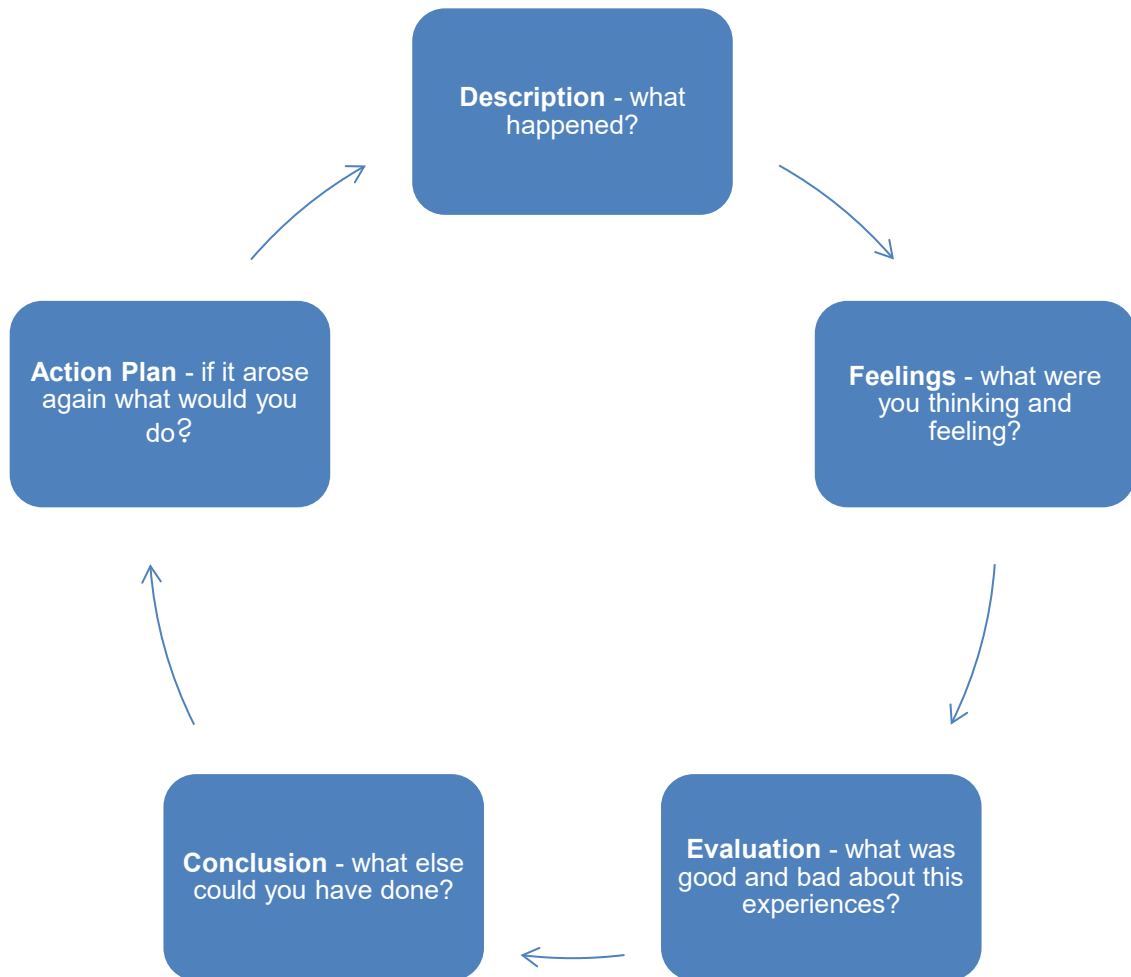 Description - what
happened?
Feelings - what were
you thinking and
feeling?
Evaluation - what was
good and bad about this
experiences?
Conclusion - what else
could you have done?
Action Plan - if it arose
again what would you
do?